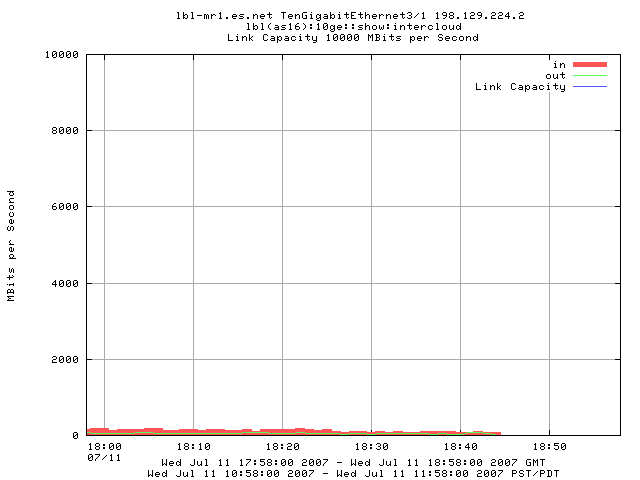 lbl-mr1.es.net TenGigabitEthernet3/1 198.129.224.2
lbl(as16):10ge::show:intercloud
Link Capacity 10000 MBits per Second
in
out
Link Capacity
MBits per Second
10000
8000
6000
4000
2000
0
18:00 18:10 18:20 18:30 18:40 18:50
07/11
Wed Jul 11 17:58:00 2007 - Wed Jul 11 18:58:00 2007 GMT
Wed Jul 11 10:58:00 2007 - Wed Jul 11 11:58:00 2007 PST/PDT